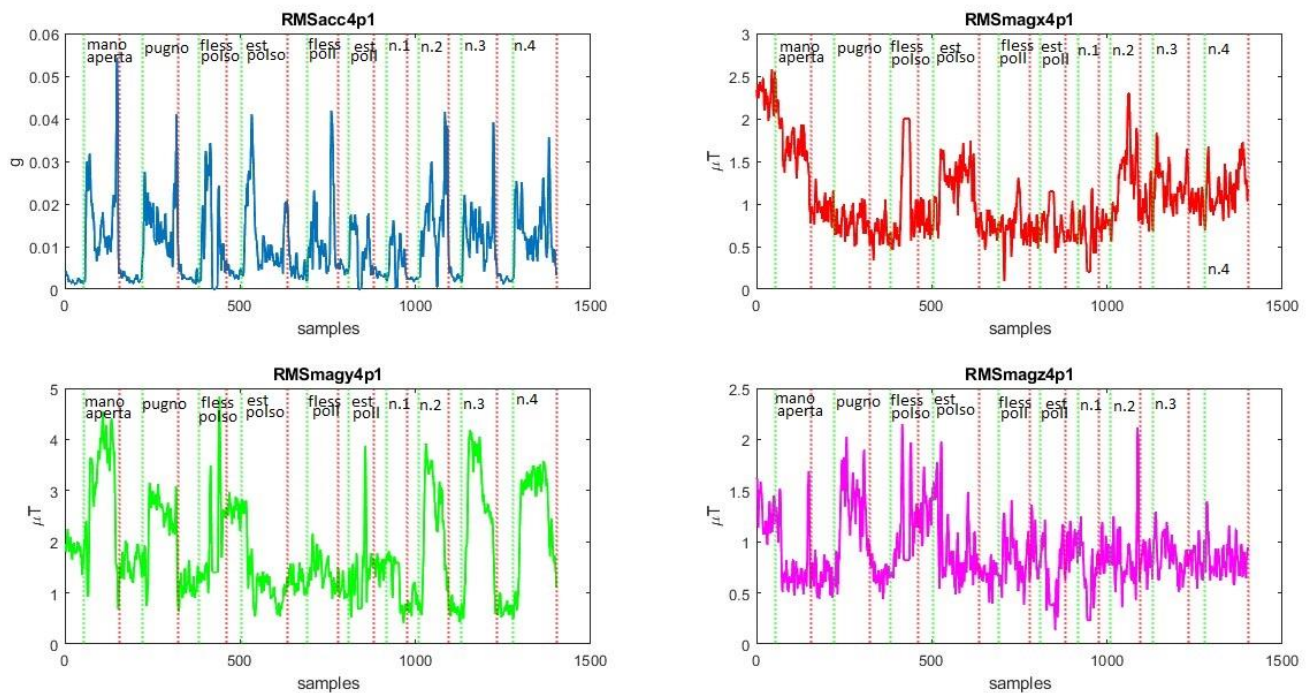 RMSacc4p1
g
0.06
0.05
0.04
0.03
0.02
0.01
0
mano
aperta
pugno
fless
polso
est
polso
fless
poll
est
poll
n.1
n.2
n.3
n.4
0
500
1000
1500
samples
RMSmagx4p1
μT
3
2.5
2
1.5
1
0.5
0
mano
aperta
pugno
fless
polso
est
polso
fless
poll
est
poll
n.1
n.2
n.3
n.4
n.4
0
500
1000
1500
samples
RMSmagy4p1
μT
5
4
3
2
1
0
mano
aperta
pugno
fless
polso
est
polso
fless
poll
est
poll
n.1
n.2
n.3
n.4
0
500
1000
1500
samples
RMSmagz4p1
μT
2.5
2
1.5
1
0.5
0
mano
aperta
pugno
fless
polso
est
polso
fless
poll
est
poll
n.1
n.2
n.3
0
500
1000
1500
samples